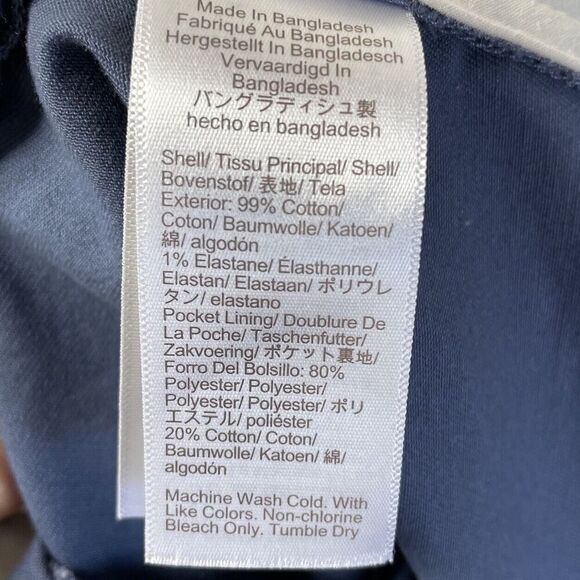 Made In Bangladesh
Fabriqué Au Bangladesh
Hergestellt In Bangladesch
Vervaardigd In
Bangladesh
バングラディシュ製
hecho en bangladesh
Shell/ Tissu Principal/ Shell/
Bovenstof/ 表地/ Tela
Exterior: 99% Cotton/
Coton/ Baumwolle/ Katoen/
綿/ algodón
1% Elastane/ Élasthanne/
Elastan/ Elastaan/ ポリウレ
タン/ elastano
Pocket Lining/ Doublure De
La Poche/ Taschenfutter/
Zakvoering/ ポケット裏地/
Forro Del Bolsillo: 80%
Polyester/ Polyester/
Polyester/ Polyester/ ポリ
エステル/ poliéster
20% Cotton/ Coton/
Baumwolle/ Katoen/ 綿/
algodón
Machine Wash Cold. With
Like Colors. Non-chlorine
Bleach Only. Tumble Dry